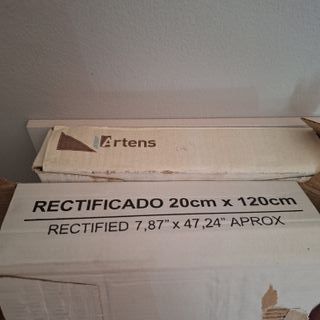 Artens
RECTIFICADO 20cm x 120cm
RECTIFIED 7,87" x 47,24" APROX